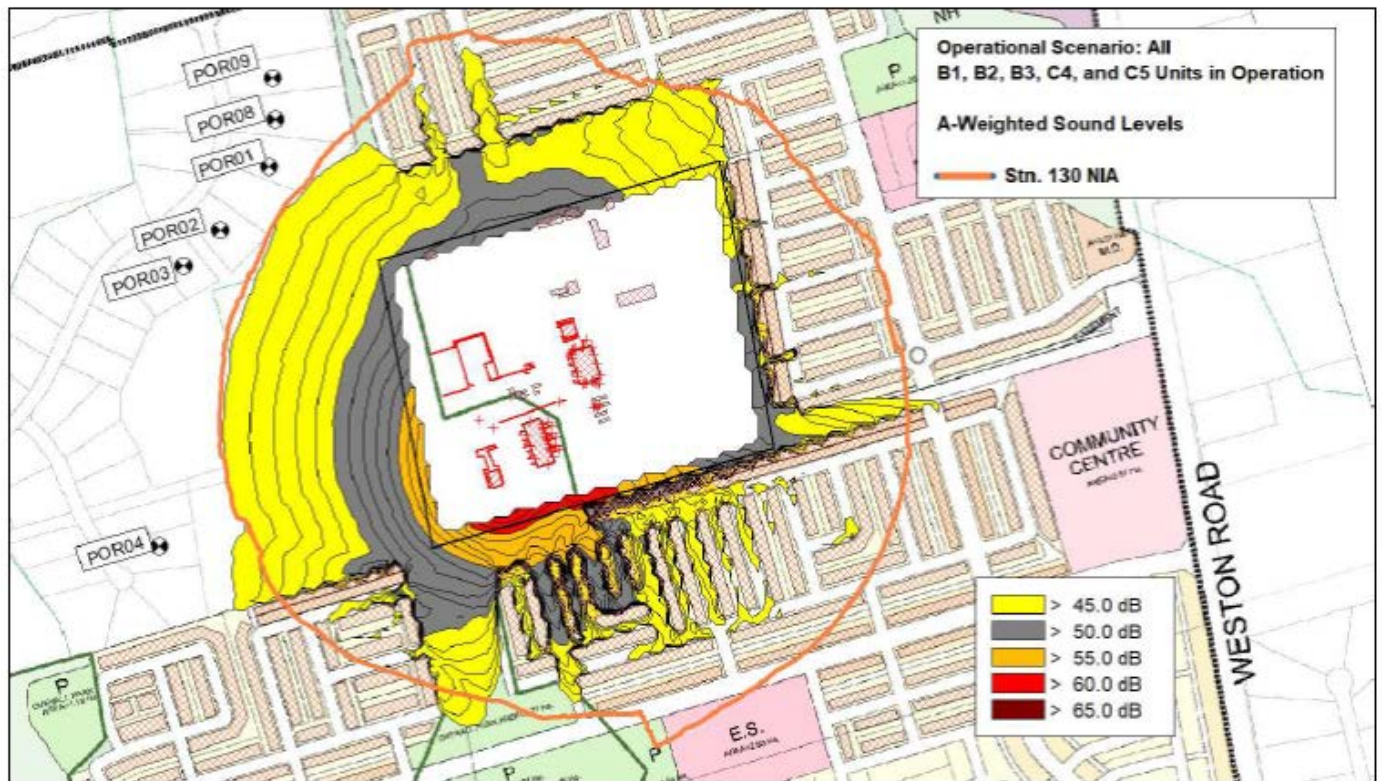 NH
P
Operational Scenario: All
B1, B2, B3, C4, and C5 Units in Operation
A-Weighted Sound Levels
Stn. 130 NIA
POR09
POR08
POR01
POR02
POR03
POR04
M.D.
COMMUNITY
CENTRE
WESTON ROAD
> 45.0 dB
> 50.0 dB
> 55.0 dB
> 60.0 dB
> 65.0 dB
P
P
E.S.
P